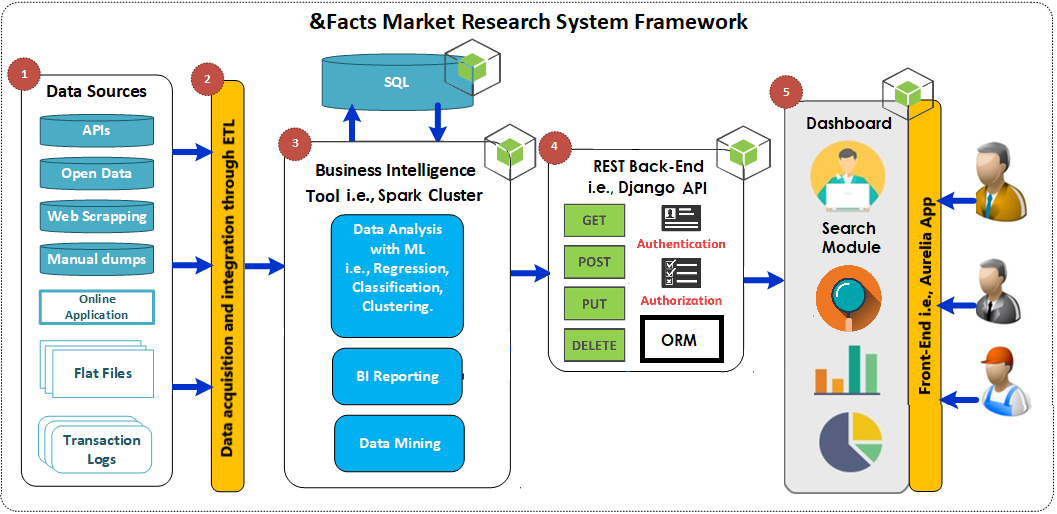 &Facts Market Research System Framework
1
Data Sources
APIs
Open Data
Web Scrapping
Manual dumps
Online
Application
Flat Files
Transaction
Logs
2
Data acquisition and integration through ETL
SQL
3
Business Intelligence
Tool i.e., Spark Cluster
Data Analysis
with ML
i.e., Regression,
Classification,
Clustering.
BI Reporting
Data Mining
4
REST Back-End
i.e., Django API
GET
POST
PUT
DELETE
Authentication
Authorization
ORM
5
Dashboard
Search
Module
Front-End i.e., Aurelia App